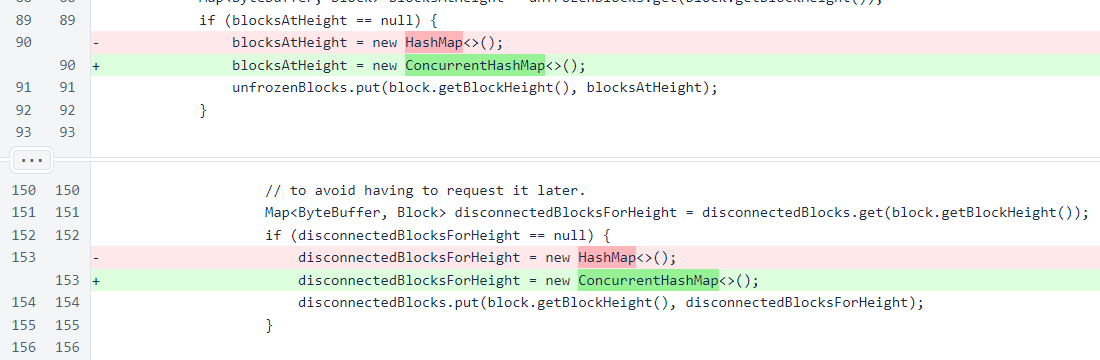 88 88 Map<ByteBuffer, Block> blocksAtHeight = unfrozenBlocks.get(block.getBlockHeight());
89 89 if (blocksAtHeight == null) {
90 - blocksAtHeight = new HashMap<>();
90 + blocksAtHeight = new ConcurrentHashMap<>();
91 91 unfrozenBlocks.put(block.getBlockHeight(), blocksAtHeight);
92 92 }
93 93
...
150 150 // to avoid having to request it later.
151 151 Map<ByteBuffer, Block> disconnectedBlocksForHeight = disconnectedBlocks.get(block.getBlockHeight());
152 152 if (disconnectedBlocksForHeight == null) {
153 - disconnectedBlocksForHeight = new HashMap<>();
153 + disconnectedBlocksForHeight = new ConcurrentHashMap<>();
154 154 disconnectedBlocks.put(block.getBlockHeight(), disconnectedBlocksForHeight);
155 155 }
156 156